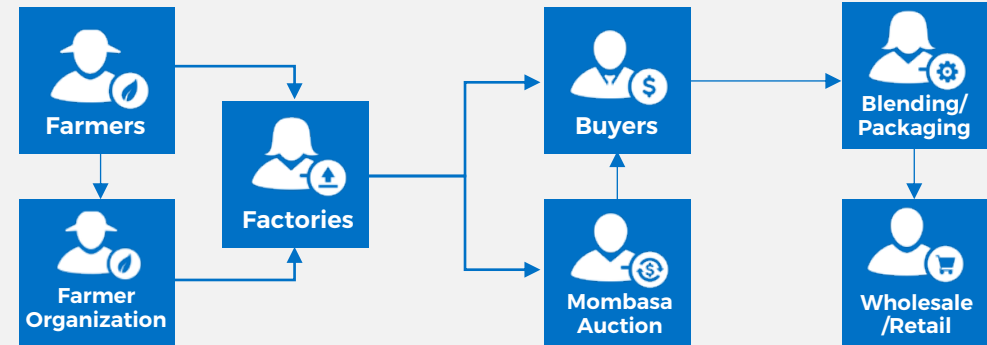 Farmers
Farmer
Organization
Factories
Buyers
$
Mombasa
Auction
$
Blending/
Packaging
Wholesale
/Retail